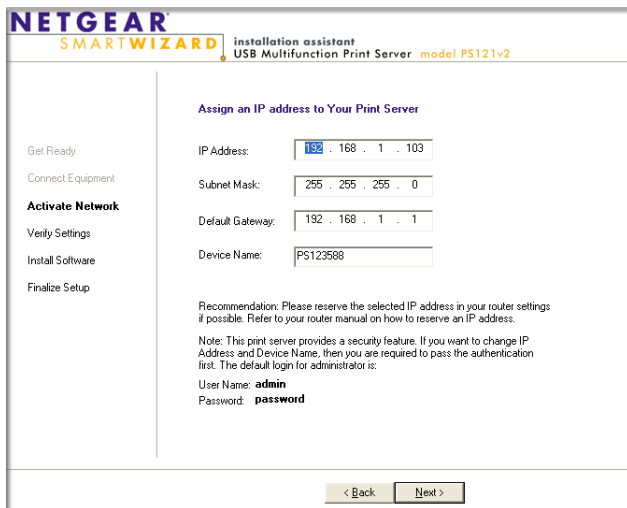 NETGEAR®
SMARTWIZARD installation assistant
USB Multifunction Print Server model PS121v2
Assign an IP address to Your Print Server
Get Ready
Connect Equipment
Activate Network
Verify Settings
Install Software
Finalize Setup
IP Address: 192 . 168 . 1 . 103
Subnet Mask: 255 . 255 . 255 . 0
Default Gateway: 192 . 168 . 1 . 1
Device Name: PS123588
Recommendation: Please reserve the selected IP address in your router settings
if possible. Refer to your router manual on how to reserve an IP address.
Note: This print server provides a security feature. If you want to change IP
Address and Device Name, then you are required to pass the authentication
first. The default login for administrator is:
User Name: admin
Password: password
< Back
Next >